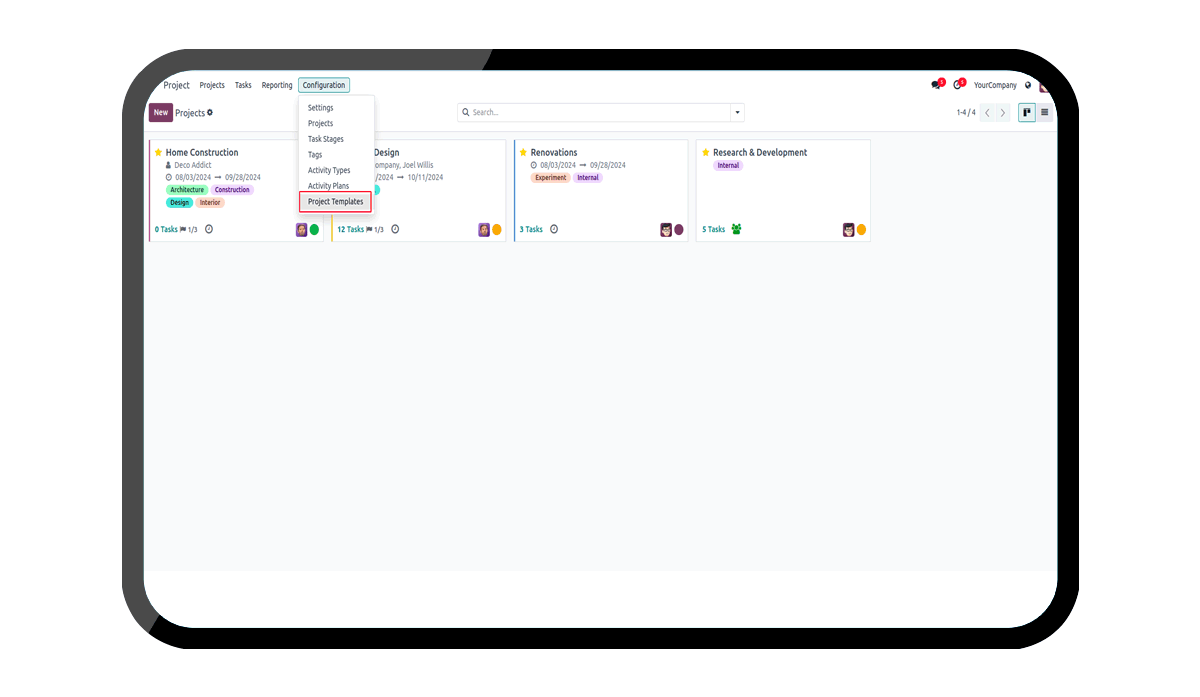 Project Projects Tasks Reporting Configuration 1 5 YourCompany
New Projects Search... 1-4 / 4
Settings
Projects
Task Stages
Tags
Activity Types
Activity Plans
Project Templates
Home Construction
Deco Addict
08/03/2024 → 09/28/2024
Architecture Construction
Design Interior
0 Tasks 1/3
Design
Joel Willis
/2024 → 10/11/2024
12 Tasks 1/3
Renovations
08/03/2024 → 09/28/2024
Experiment Internal
3 Tasks
Research & Development
Internal
5 Tasks